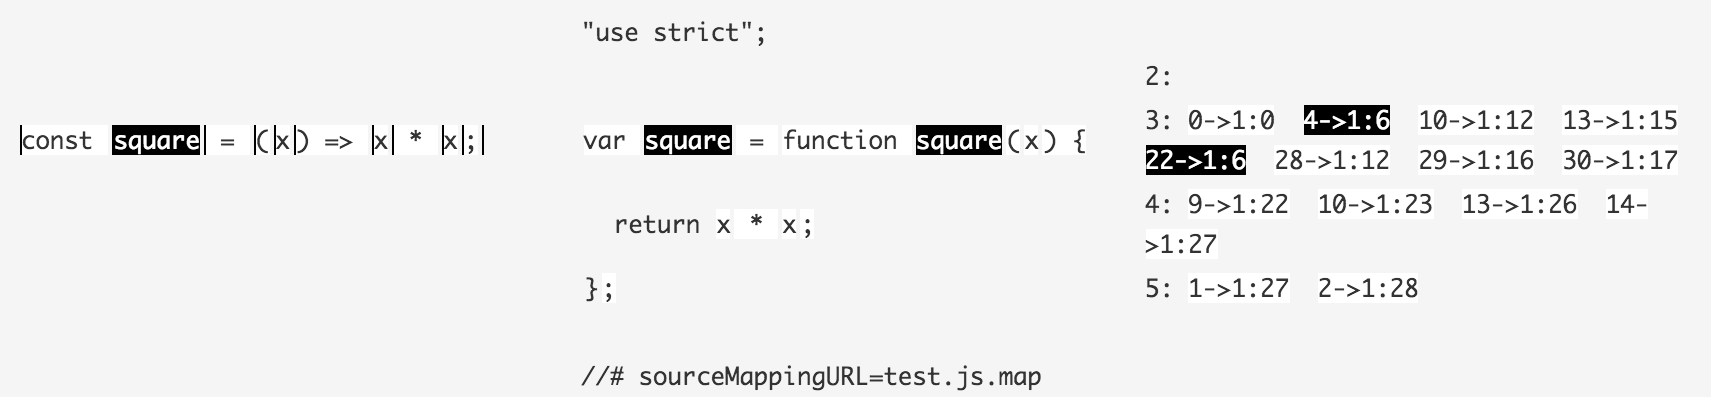 "use strict";
2:
const square = (x) => x * x;
var square = function square(x) {
3: 0->1:0 4->1:6 10->1:12 13->1:15
22->1:6 28->1:12 29->1:16 30->1:17
return x * x;
4: 9->1:22 10->1:23 13->1:26 14-
>1:27
};
5: 1->1:27 2->1:28
//# sourceMappingURL=test.js.map